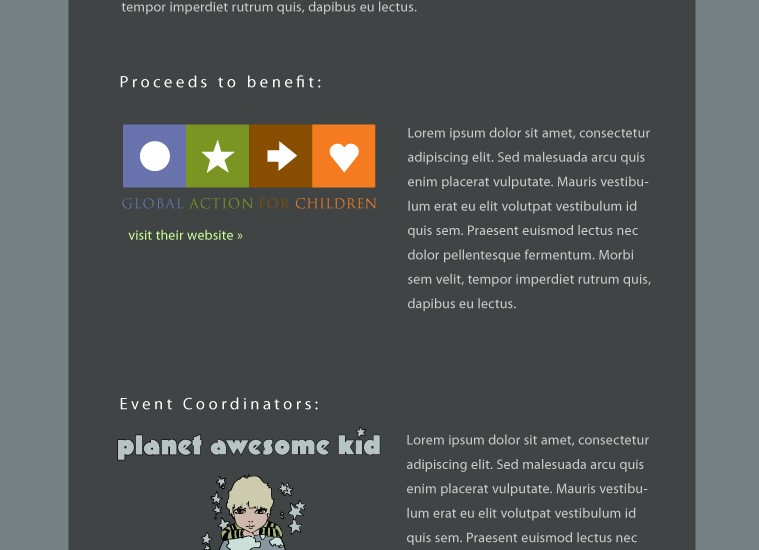 tempor imperdiet rutrum quis, dapibus eu lectus.
Proceeds to benefit:
GLOBAL ACTION FOR CHILDREN
visit their website »
Lorem ipsum dolor sit amet, consectetur
adipiscing elit. Sed malesuada arcu quis
enim placerat vulputate. Mauris vestibu-
lum erat eu elit volutpat vestibulum id
quis sem. Praesent euismod lectus nec
dolor pellentesque fermentum. Morbi
sem velit, tempor imperdiet rutrum quis,
dapibus eu lectus.
Event Coordinators:
planet awesome kid
Lorem ipsum dolor sit amet, consectetur
adipiscing elit. Sed malesuada arcu quis
enim placerat vulputate. Mauris vestibu-
lum erat eu elit volutpat vestibulum id
quis sem. Praesent euismod lectus nec